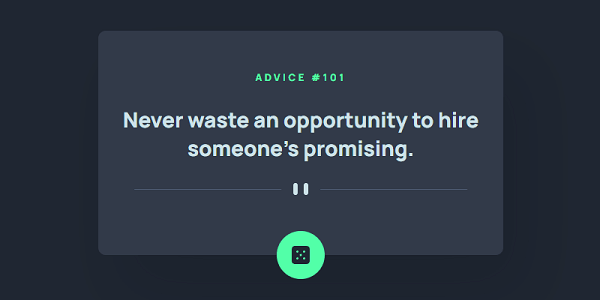 ADVICE #101
Never waste an opportunity to hire
someone’s promising.